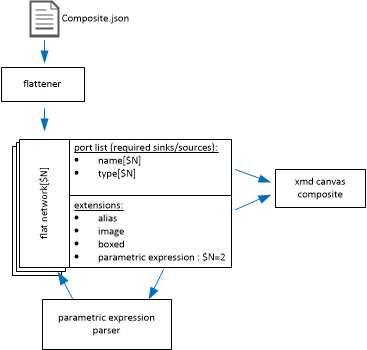 Composite.json
flattener
flat network[$N]
port list (required sinks/sources):
• name[$N]
• type[$N]
extensions:
• alias
• image
• boxed
• parametric expression : $N=2
xmd canvas
composite
parametric expression
parser